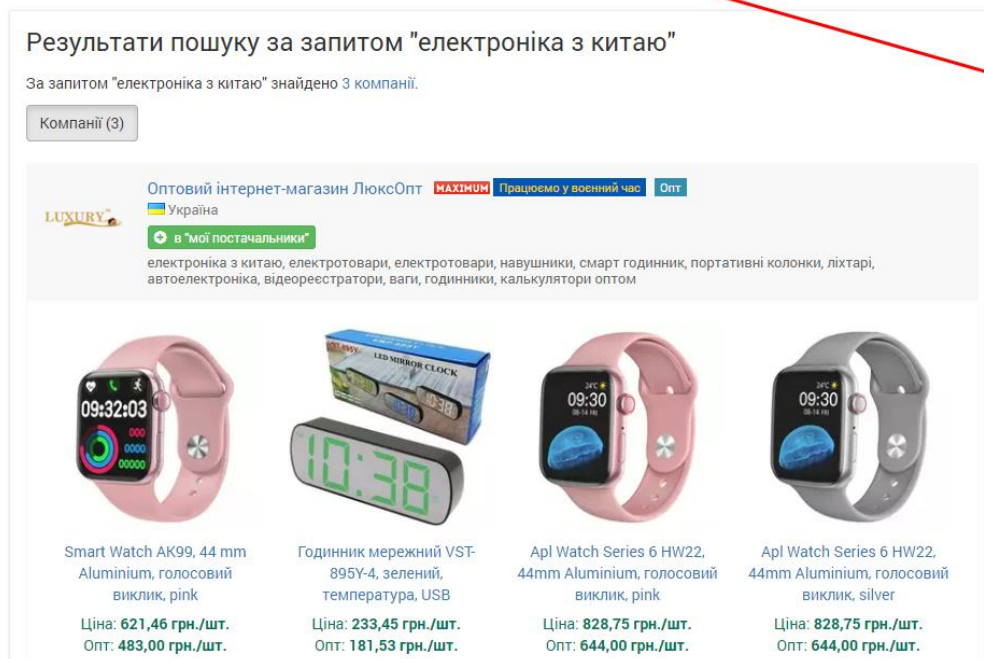 Результати пошуку за запитом "електроніка з китаю"
За запитом "електроніка з китаю" знайдено 3 компанії.
Компанії (3)
Оптовий інтернет-магазин ЛюксОпт MAXIMUM Працюємо у воєнний час Опт
LUXURY
Україна
в "мої постачальники"
електроніка з китаю, електротовари, електротовари, навушники, смарт годинник, портативні колонки, ліхтарі,
автоелектроніка, відеореєстратори, ваги, годинники, калькулятори оптом
LED MIRROR CLOCK
09:32:03
10:38
24°C
09:30
24°C
09:30
Smart Watch AK99, 44 mm
Aluminium, голосовий
виклик, pink
Ціна: 621,46 грн./шт.
Опт: 483,00 грн./шт.
Годинник мережний VST-
895Y-4, зелений,
температура, USB
Ціна: 233,45 грн./шт.
Опт: 181,53 грн./шт.
Apl Watch Series 6 HW22,
44mm Aluminium, голосовий
виклик, pink
Ціна: 828,75 грн./шт.
Опт: 644,00 грн./шт.
Apl Watch Series 6 HW22,
44mm Aluminium, голосовий
виклик, silver
Ціна: 828,75 грн./шт.
Опт: 644,00 грн./шт.